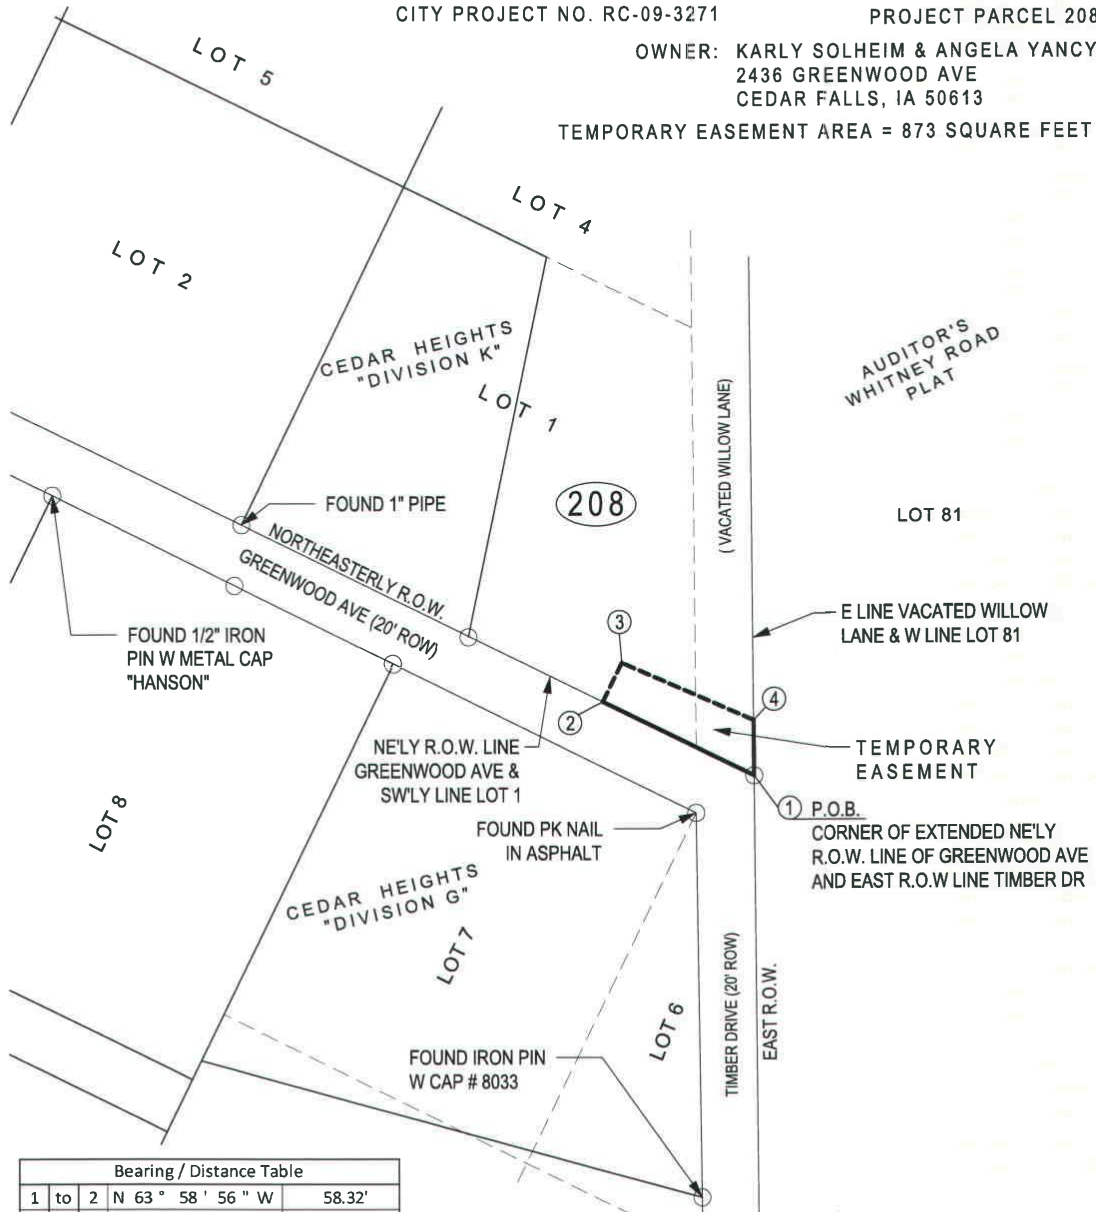 CITY PROJECT NO. RC-09-3271
PROJECT PARCEL 208
OWNER: KARLY SOLHEIM & ANGELA YANCY
2436 GREENWOOD AVE
CEDAR FALLS, IA 50613
TEMPORARY EASEMENT AREA = 873 SQUARE FEET
LOT 5
LOT 4
LOT 2
CEDAR HEIGHTS
"DIVISION K"
LOT 1
AUDITOR'S
WHITNEY ROAD
PLAT
(VACATED WILLOW LANE)
208
LOT 81
FOUND 1" PIPE
NORTHEASTERLY R.O.W.
GREENWOOD AVE (20' ROW)
FOUND 1/2" IRON
PIN W METAL CAP
"HANSON"
E LINE VACATED WILLOW
LANE & W LINE LOT 81
3
4
2
NE'LY R.O.W. LINE
GREENWOOD AVE &
SW'LY LINE LOT 1
TEMPORARY
EASEMENT
1 P.O.B.
CORNER OF EXTENDED NE'LY
R.O.W. LINE OF GREENWOOD AVE
AND EAST R.O.W LINE TIMBER DR
FOUND PK NAIL
IN ASPHALT
LOT 8
CEDAR HEIGHTS
"DIVISION G"
LOT 7
LOT 6
TIMBER DRIVE (20' ROW)
EAST R.O.W.
FOUND IRON PIN
W CAP # 8033
Bearing / Distance Table
1 to 2 N 63 ° 58 ' 56 " W 58.32'